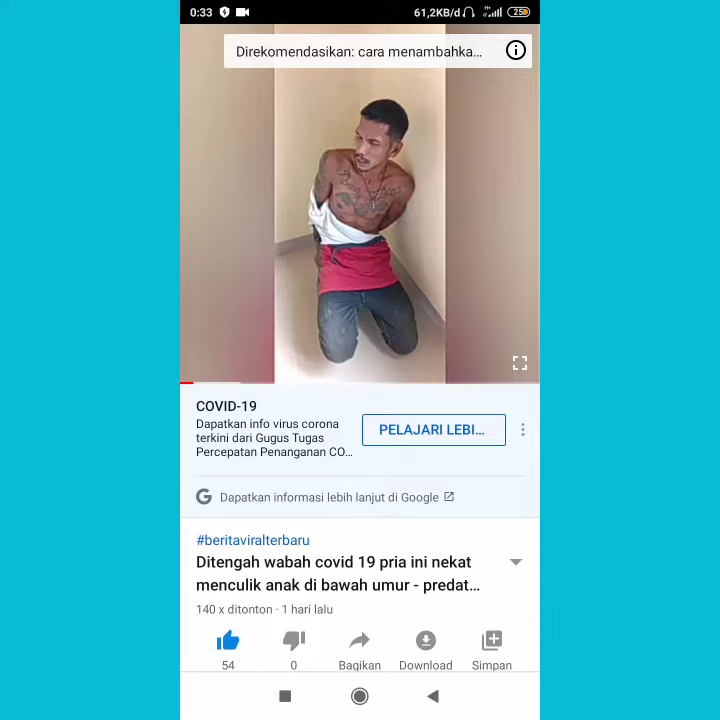 0:33 61,2KB/d 25
Direkomendasikan: cara menambahka...
COVID-19
Dapatkan info virus corona
terkini dari Gugus Tugas
Percepatan Penanganan CO...
PELAJARI LEBI...
G Dapatkan informasi lebih lanjut di Google
#beritaviralterbaru
Ditengah wabah covid 19 pria ini nekat
menculik anak di bawah umur - predat...
140 x ditonton · 1 hari lalu
54 0 Bagikan Download Simpan